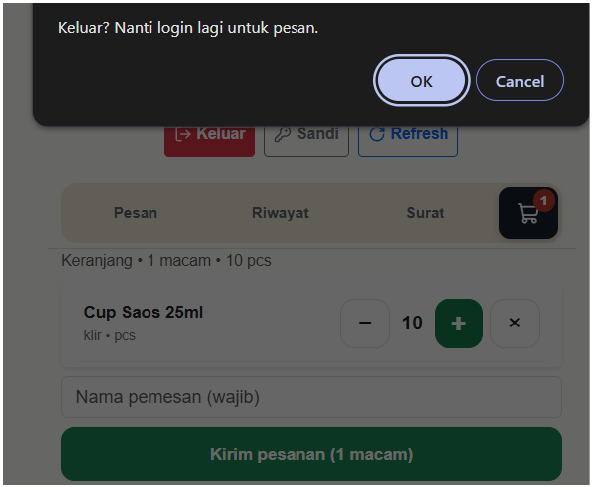 Keluar? Nanti login lagi untuk pesan.
OK
Cancel
Keluar
Sandi
Refresh
Pesan
Riwayat
Surat
1
Keranjang • 1 macam • 10 pcs
Cup Saos 25ml
klir • pcs
− 10 + ×
Nama pemesan (wajib)
Kirim pesanan (1 macam)